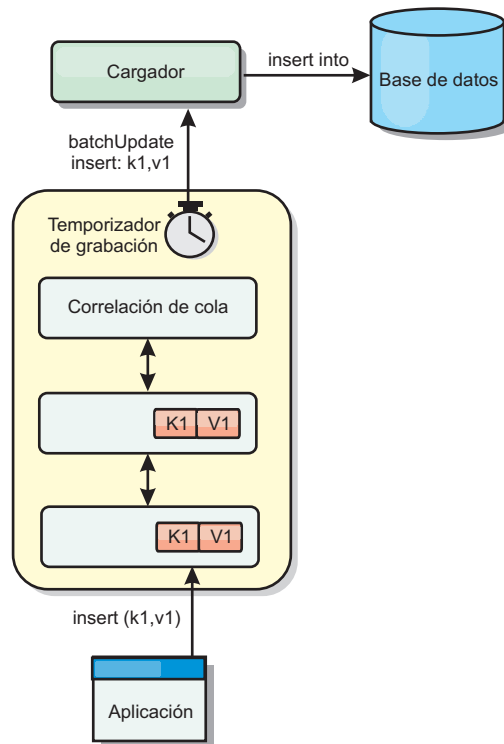 Cargador
insert into
Base de datos
batchUpdate
insert: k1,v1
Temporizador
de grabación
Correlación de cola
K1 V1
K1 V1
insert (k1,v1)
Aplicación